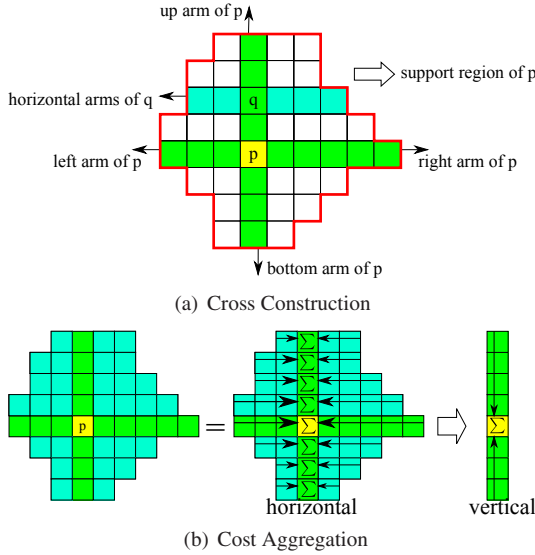 up arm of p
support region of p
horizontal arms of q
q
left arm of p
p
right arm of p
bottom arm of p
(a) Cross Construction
∑
∑
∑
∑
p = ∑ ∑
∑
∑
∑
horizontal vertical
(b) Cost Aggregation